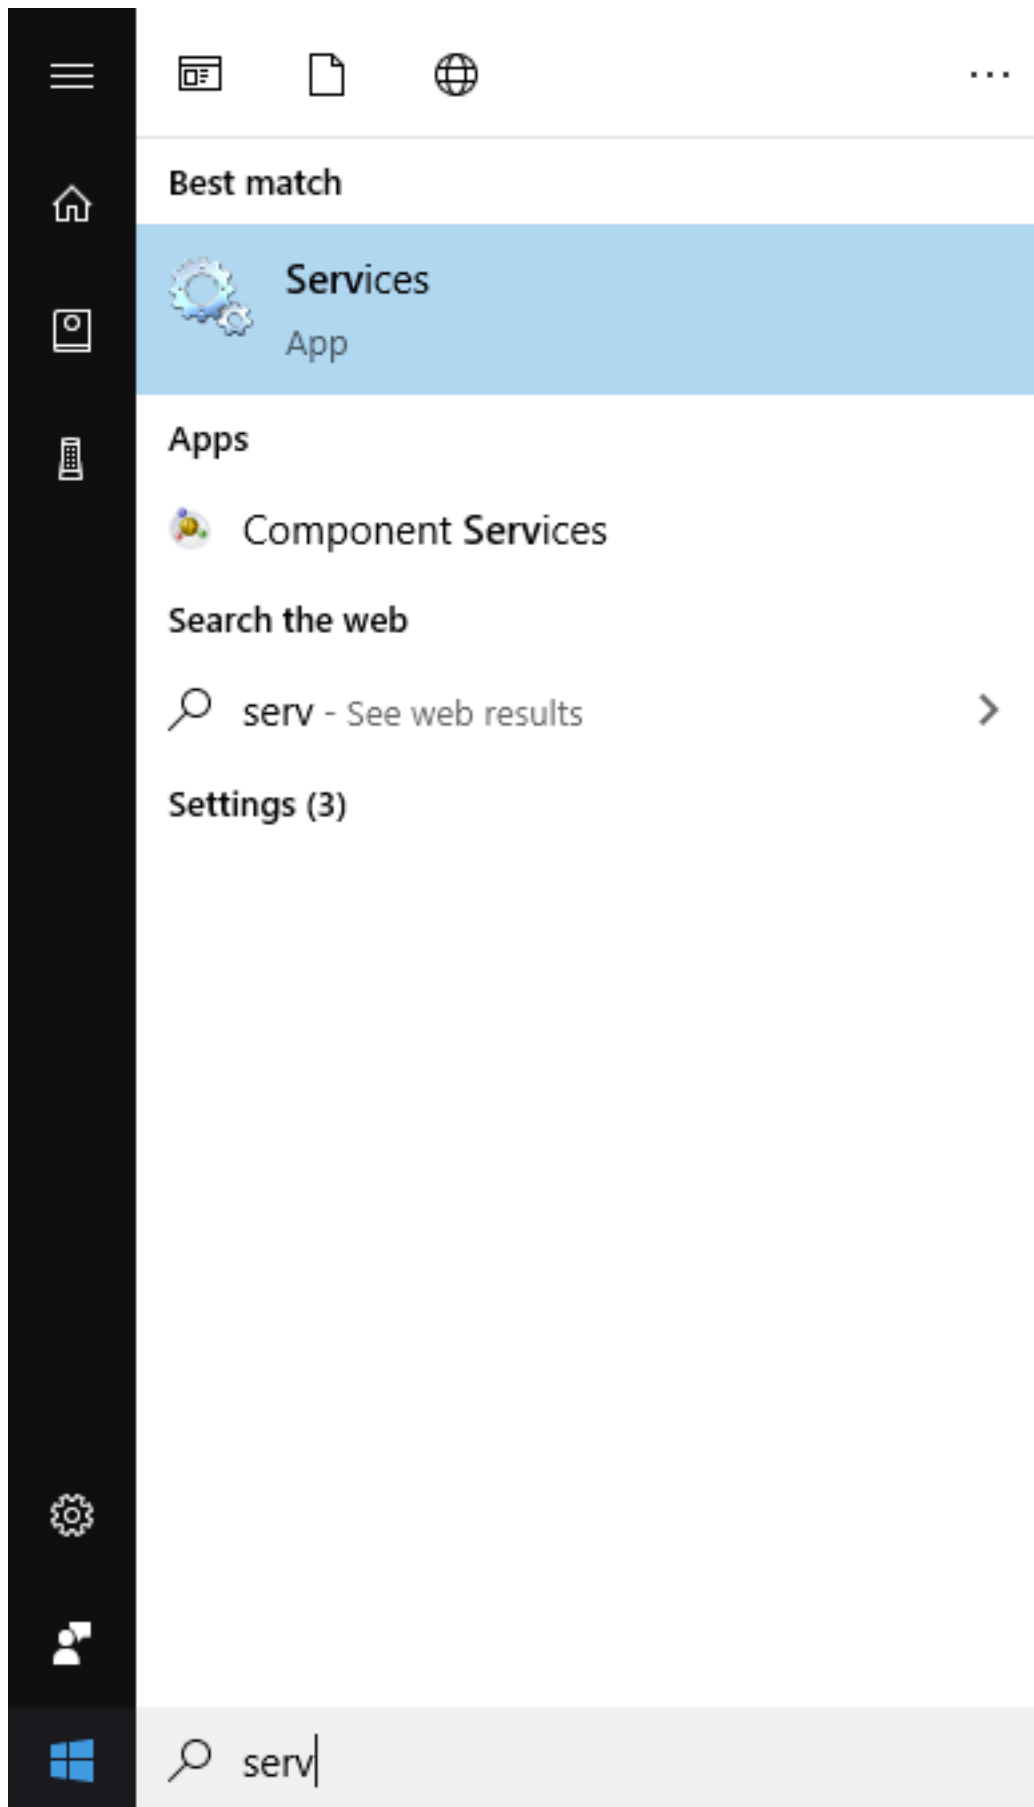 Best match
Services
App
Apps
Component Services
Search the web
serv - See web results
Settings (3)
serv